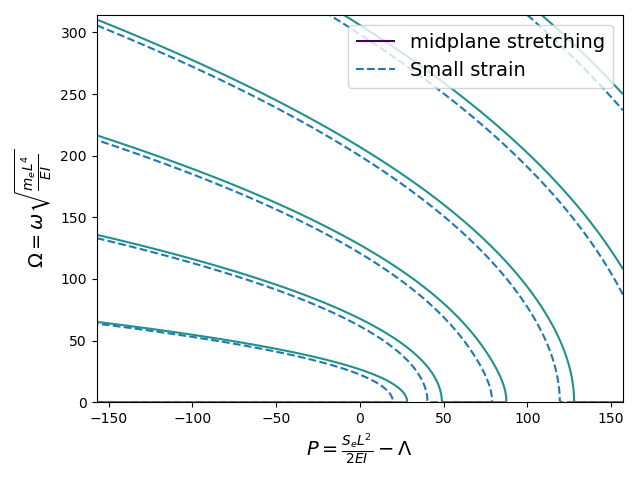 midplane stretching
Small strain
300
250
200
150
100
50
0
−150 −100 −50 0 50 100 150
Ω = ω √(mₑL⁴/EI)
P = SₑL²/2EI − Λ